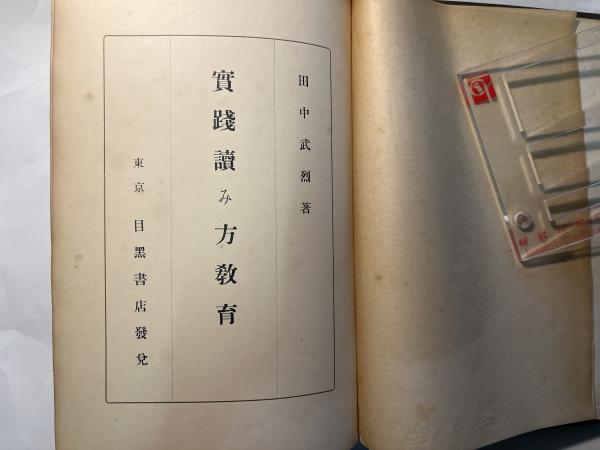 田中武烈著
實踐讀み方敎育
東京 目黑書店發兌